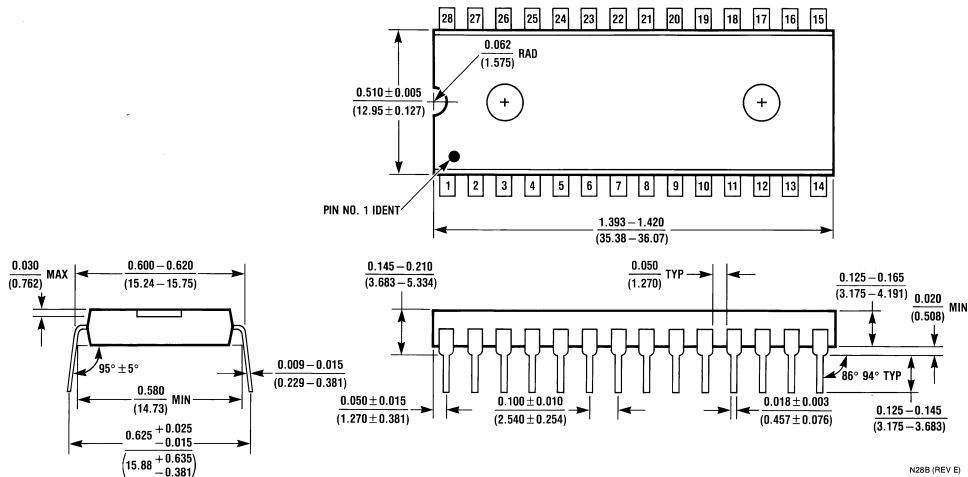 28 27 26 25 24 23 22 21 20 19 18 17 16 15
0.062
(1.575)
RAD
0.510 ± 0.005
(12.95 ± 0.127)
1 2 3 4 5 6 7 8 9 10 11 12 13 14
PIN NO. 1 IDENT
1.393 – 1.420
(35.38 – 36.07)
0.030
(0.762)
MAX
0.600 – 0.620
(15.24 – 15.75)
95° ± 5°
0.580
(14.73)
MIN
0.009 – 0.015
(0.229 – 0.381)
0.625 + 0.025
– 0.015
(15.88 + 0.635
– 0.381)
0.145 – 0.210
(3.683 – 5.334)
0.050
(1.270)
TYP
0.125 – 0.165
(3.175 – 4.191)
0.020
(0.508)
MIN
86° 94° TYP
0.050 ± 0.015
(1.270 ± 0.381)
0.100 ± 0.010
(2.540 ± 0.254)
0.018 ± 0.003
(0.457 ± 0.076)
0.125 – 0.145
(3.175 – 3.683)
N28B (REV E)